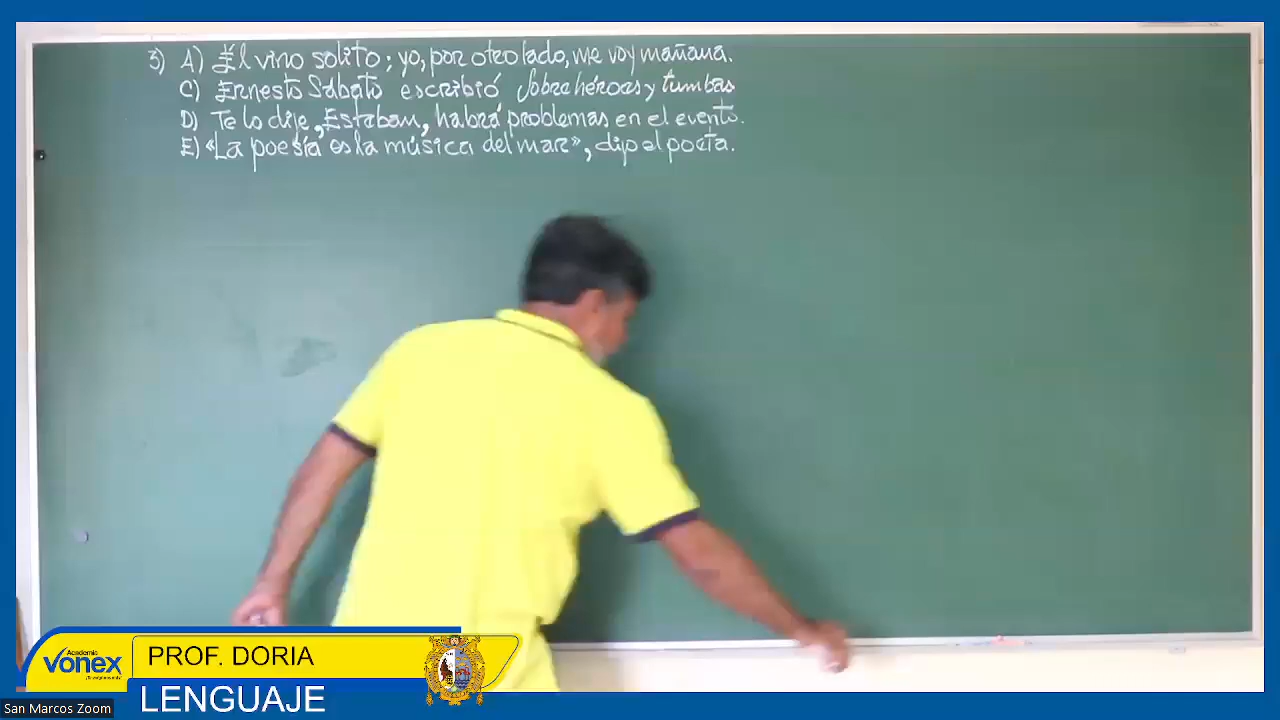 3) A) Él vino solito; yo, por otro lado, me voy mañana.
C) Ernesto Sábato escribió Sobre héroes y tumbas
D) Te lo dije, Esteban, habrá problemas en el evento.
E) «La poesía es la música del mar», dijo el poeta.
Academia
vonex
PROF. DORIA
LENGUAJE
San Marcos Zoom